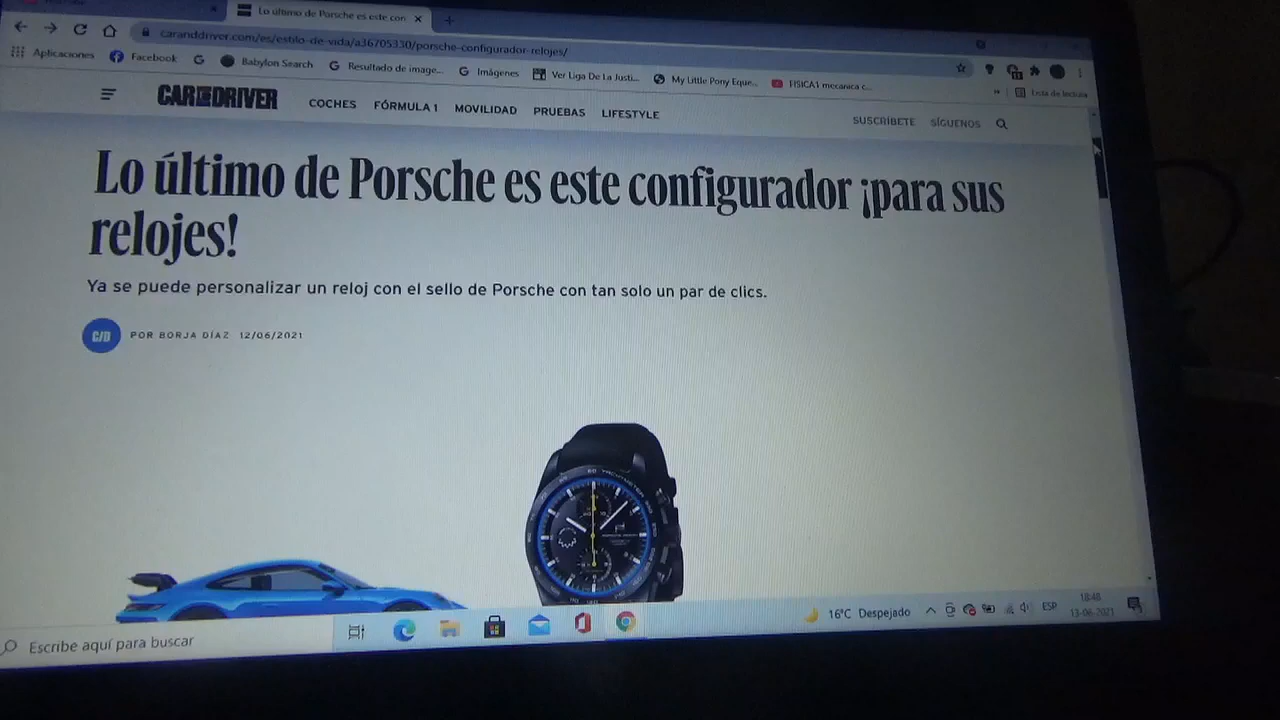 Lo último de Porsche es este con
caranddriver.com/es/estilo-de-vida/a36705330/porsche-configurador-relojes/
Aplicaciones Facebook Babylon Search Resultado de image... Imágenes Ver Liga De La Justi... My Little Pony Eque... FISICA1 mecanica c...
Lista de lectura
CAR AND DRIVER COCHES FÓRMULA 1 MOVILIDAD PRUEBAS LIFESTYLE SUSCRÍBETE SÍGUENOS
Lo último de Porsche es este configurador ¡para sus
relojes!
Ya se puede personalizar un reloj con el sello de Porsche con tan solo un par de clics.
C/D POR BORJA DÍAZ 12/06/2021
TACHYMETER
Escribe aquí para buscar
16°C Despejado ESP 18:48
13-06-2021